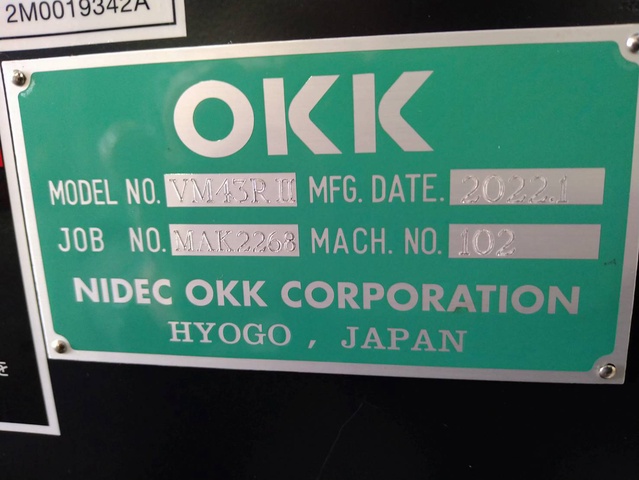 2M0019342A
OKK
MODEL NO. VM43R II MFG. DATE. 2022.1
JOB NO. MAK2268 MACH. NO. 102
NIDEC OKK CORPORATION
HYOGO , JAPAN